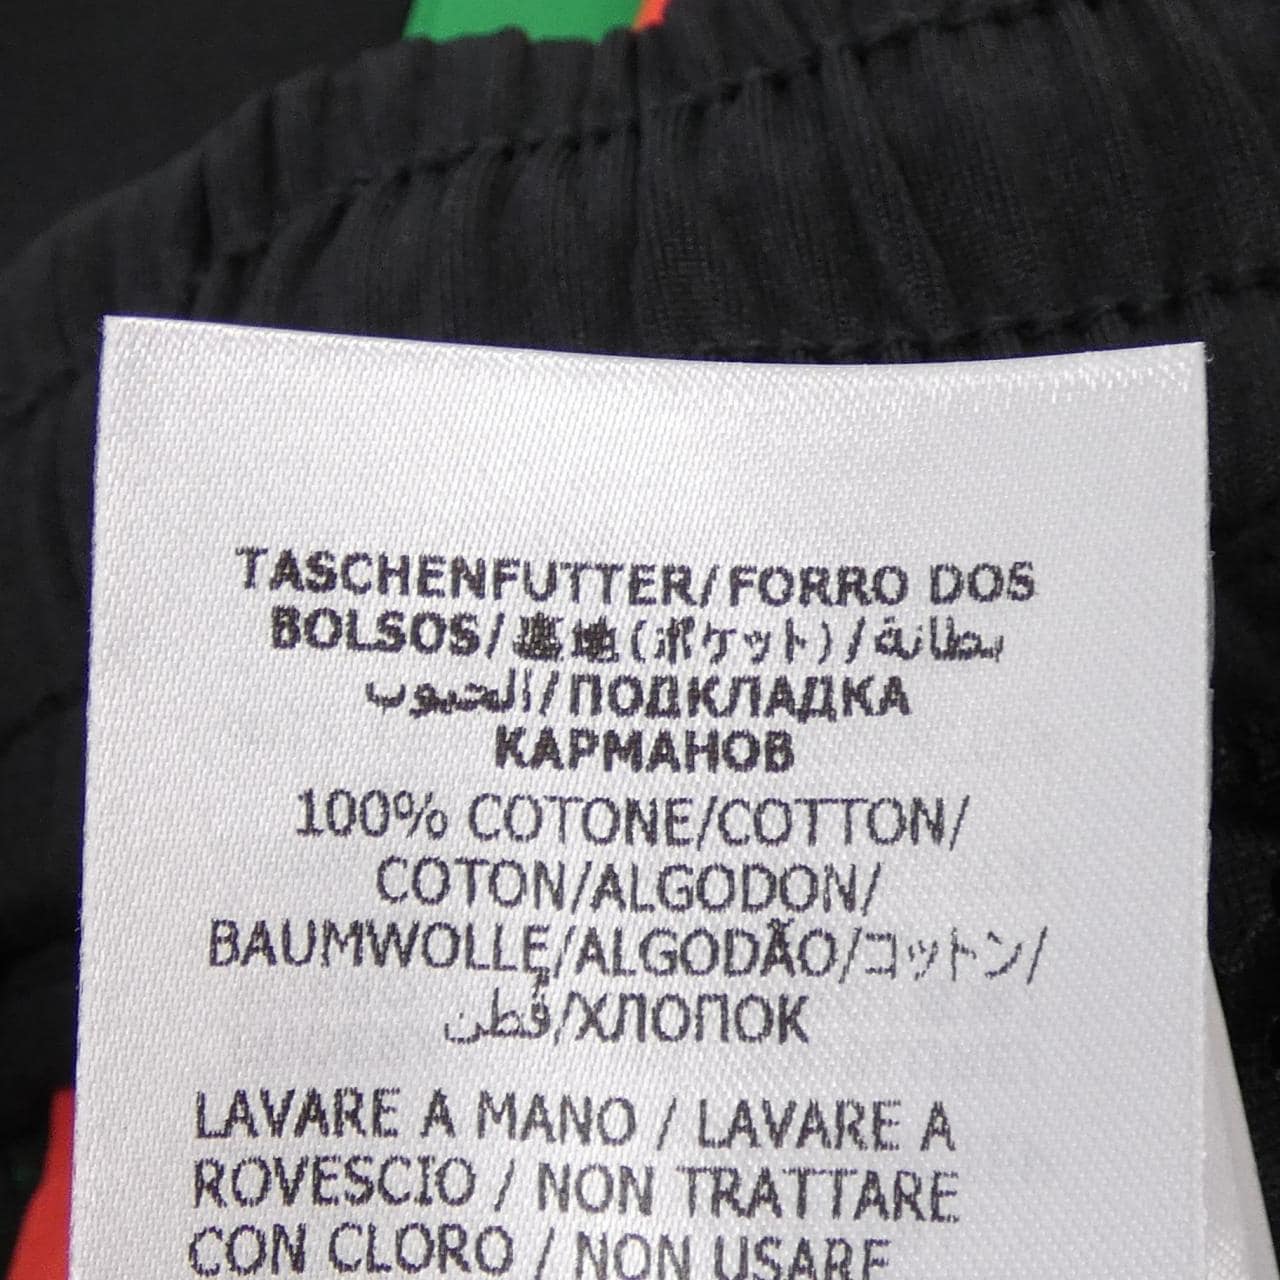 TASCHENFUTTER/FORRO DOS
BOLSOS/裏地(ポケット)/بطانة
الجيوب/ПОДКЛАДКА
КАРМАНОВ
100% COTONE/COTTON/
COTON/ALGODON/
BAUMWOLLE/ALGODÃO/コットン/
قطن/ХЛОПОК
LAVARE A MANO / LAVARE A
ROVESCIO / NON TRATTARE
CON CLORO / NON USARE